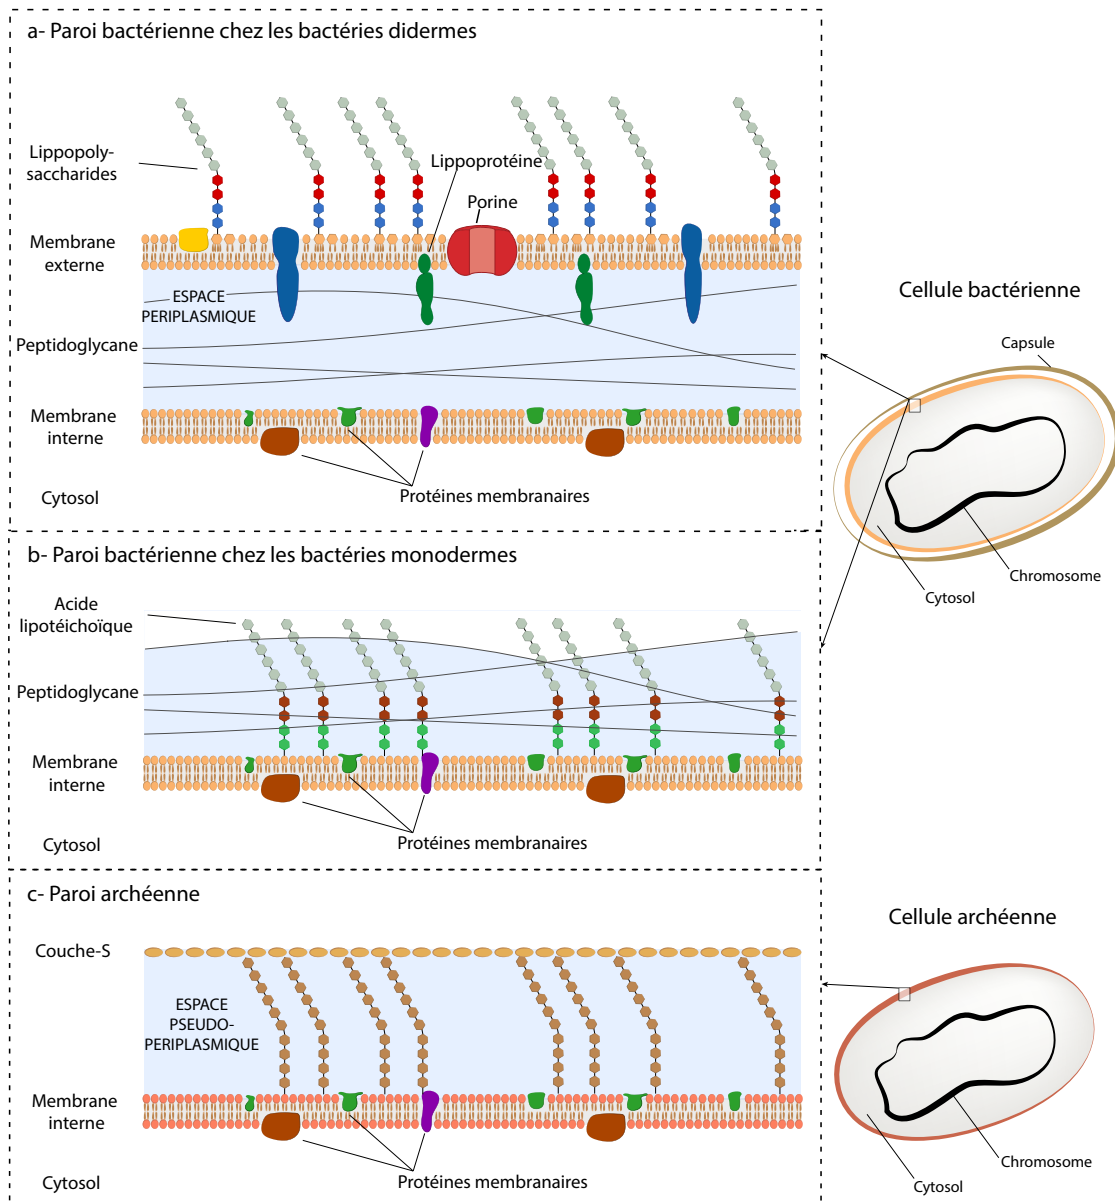 a- Paroi bactérienne chez les bactéries didermes
Lippopoly-
saccharides
Lippoprotéine
Porine
Membrane
externe
ESPACE
PERIPLASMIQUE
Peptidoglycane
Membrane
interne
Protéines membranaires
Cytosol
Cellule bactérienne
Capsule
Chromosome
Cytosol
b- Paroi bactérienne chez les bactéries monodermes
Acide
lipotéichoïque
Peptidoglycane
Membrane
interne
Protéines membranaires
Cytosol
c- Paroi archéenne
Couche-S
ESPACE
PSEUDO-
PERIPLASMIQUE
Membrane
interne
Protéines membranaires
Cytosol
Cellule archéenne
Chromosome
Cytosol